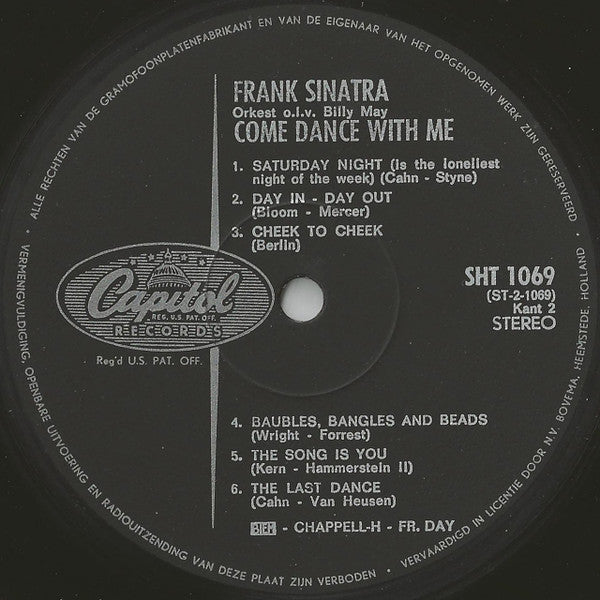 ALLE RECHTEN VAN DE GRAMOFOONPLATENFABRIKANT EN VAN DE EIGENAAR VAN HET OPGENOMEN WERK ZIJN GERESERVEERD •
FRANK SINATRA
Orkest o.l.v. Billy May
COME DANCE WITH ME
1. SATURDAY NIGHT (is the loneliest
night of the week) (Cahn - Styne)
2. DAY IN - DAY OUT
(Bloom - Mercer)
3. CHEEK TO CHEEK
(Berlin)
SHT 1069
(ST-2-1069)
Kant 2
STEREO
Capitol
REG. U.S. PAT. OFF.
RECORDS
Reg'd U.S. PAT. OFF.
4. BAUBLES, BANGLES AND BEADS
(Wright - Forrest)
5. THE SONG IS YOU
(Kern - Hammerstein II)
6. THE LAST DANCE
(Cahn - Van Heusen)
BIEM - CHAPPELL-H - FR. DAY
VERMENIGVULDIGING, OPENBARE UITVOERING EN RADIOUITZENDING VAN DEZE PLAAT ZIJN VERBODEN •
VERVAARDIGD IN LICENTIE DOOR N.V. BOVEMA, HEEMSTEDE, HOLLAND